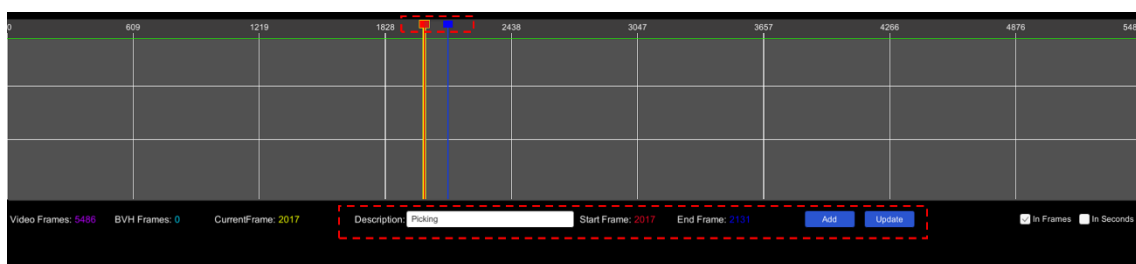 0 609 1219 1828 2438 3047 3657 4266 4876 548
Video Frames: 5486 BVH Frames: 0 CurrentFrame: 2017 Description: Picking Start Frame: 2017 End Frame: 2131 Add Update In Frames In Seconds